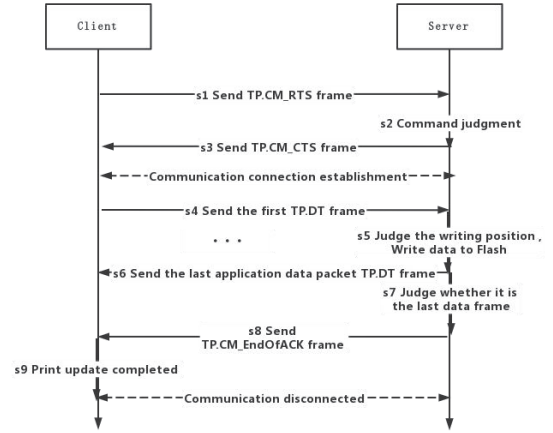 Client
Server
s1 Send TP.CM_RTS frame
s2 Command judgment
s3 Send TP.CM_CTS frame
Communication connection establishment
s4 Send the first TP.DT frame
...
s5 Judge the writing position ,
Write data to Flash
s6 Send the last application data packet TP.DT frame
s7 Judge whether it is
the last data frame
s8 Send
TP.CM_EndOfACK frame
s9 Print update completed
Communication disconnected